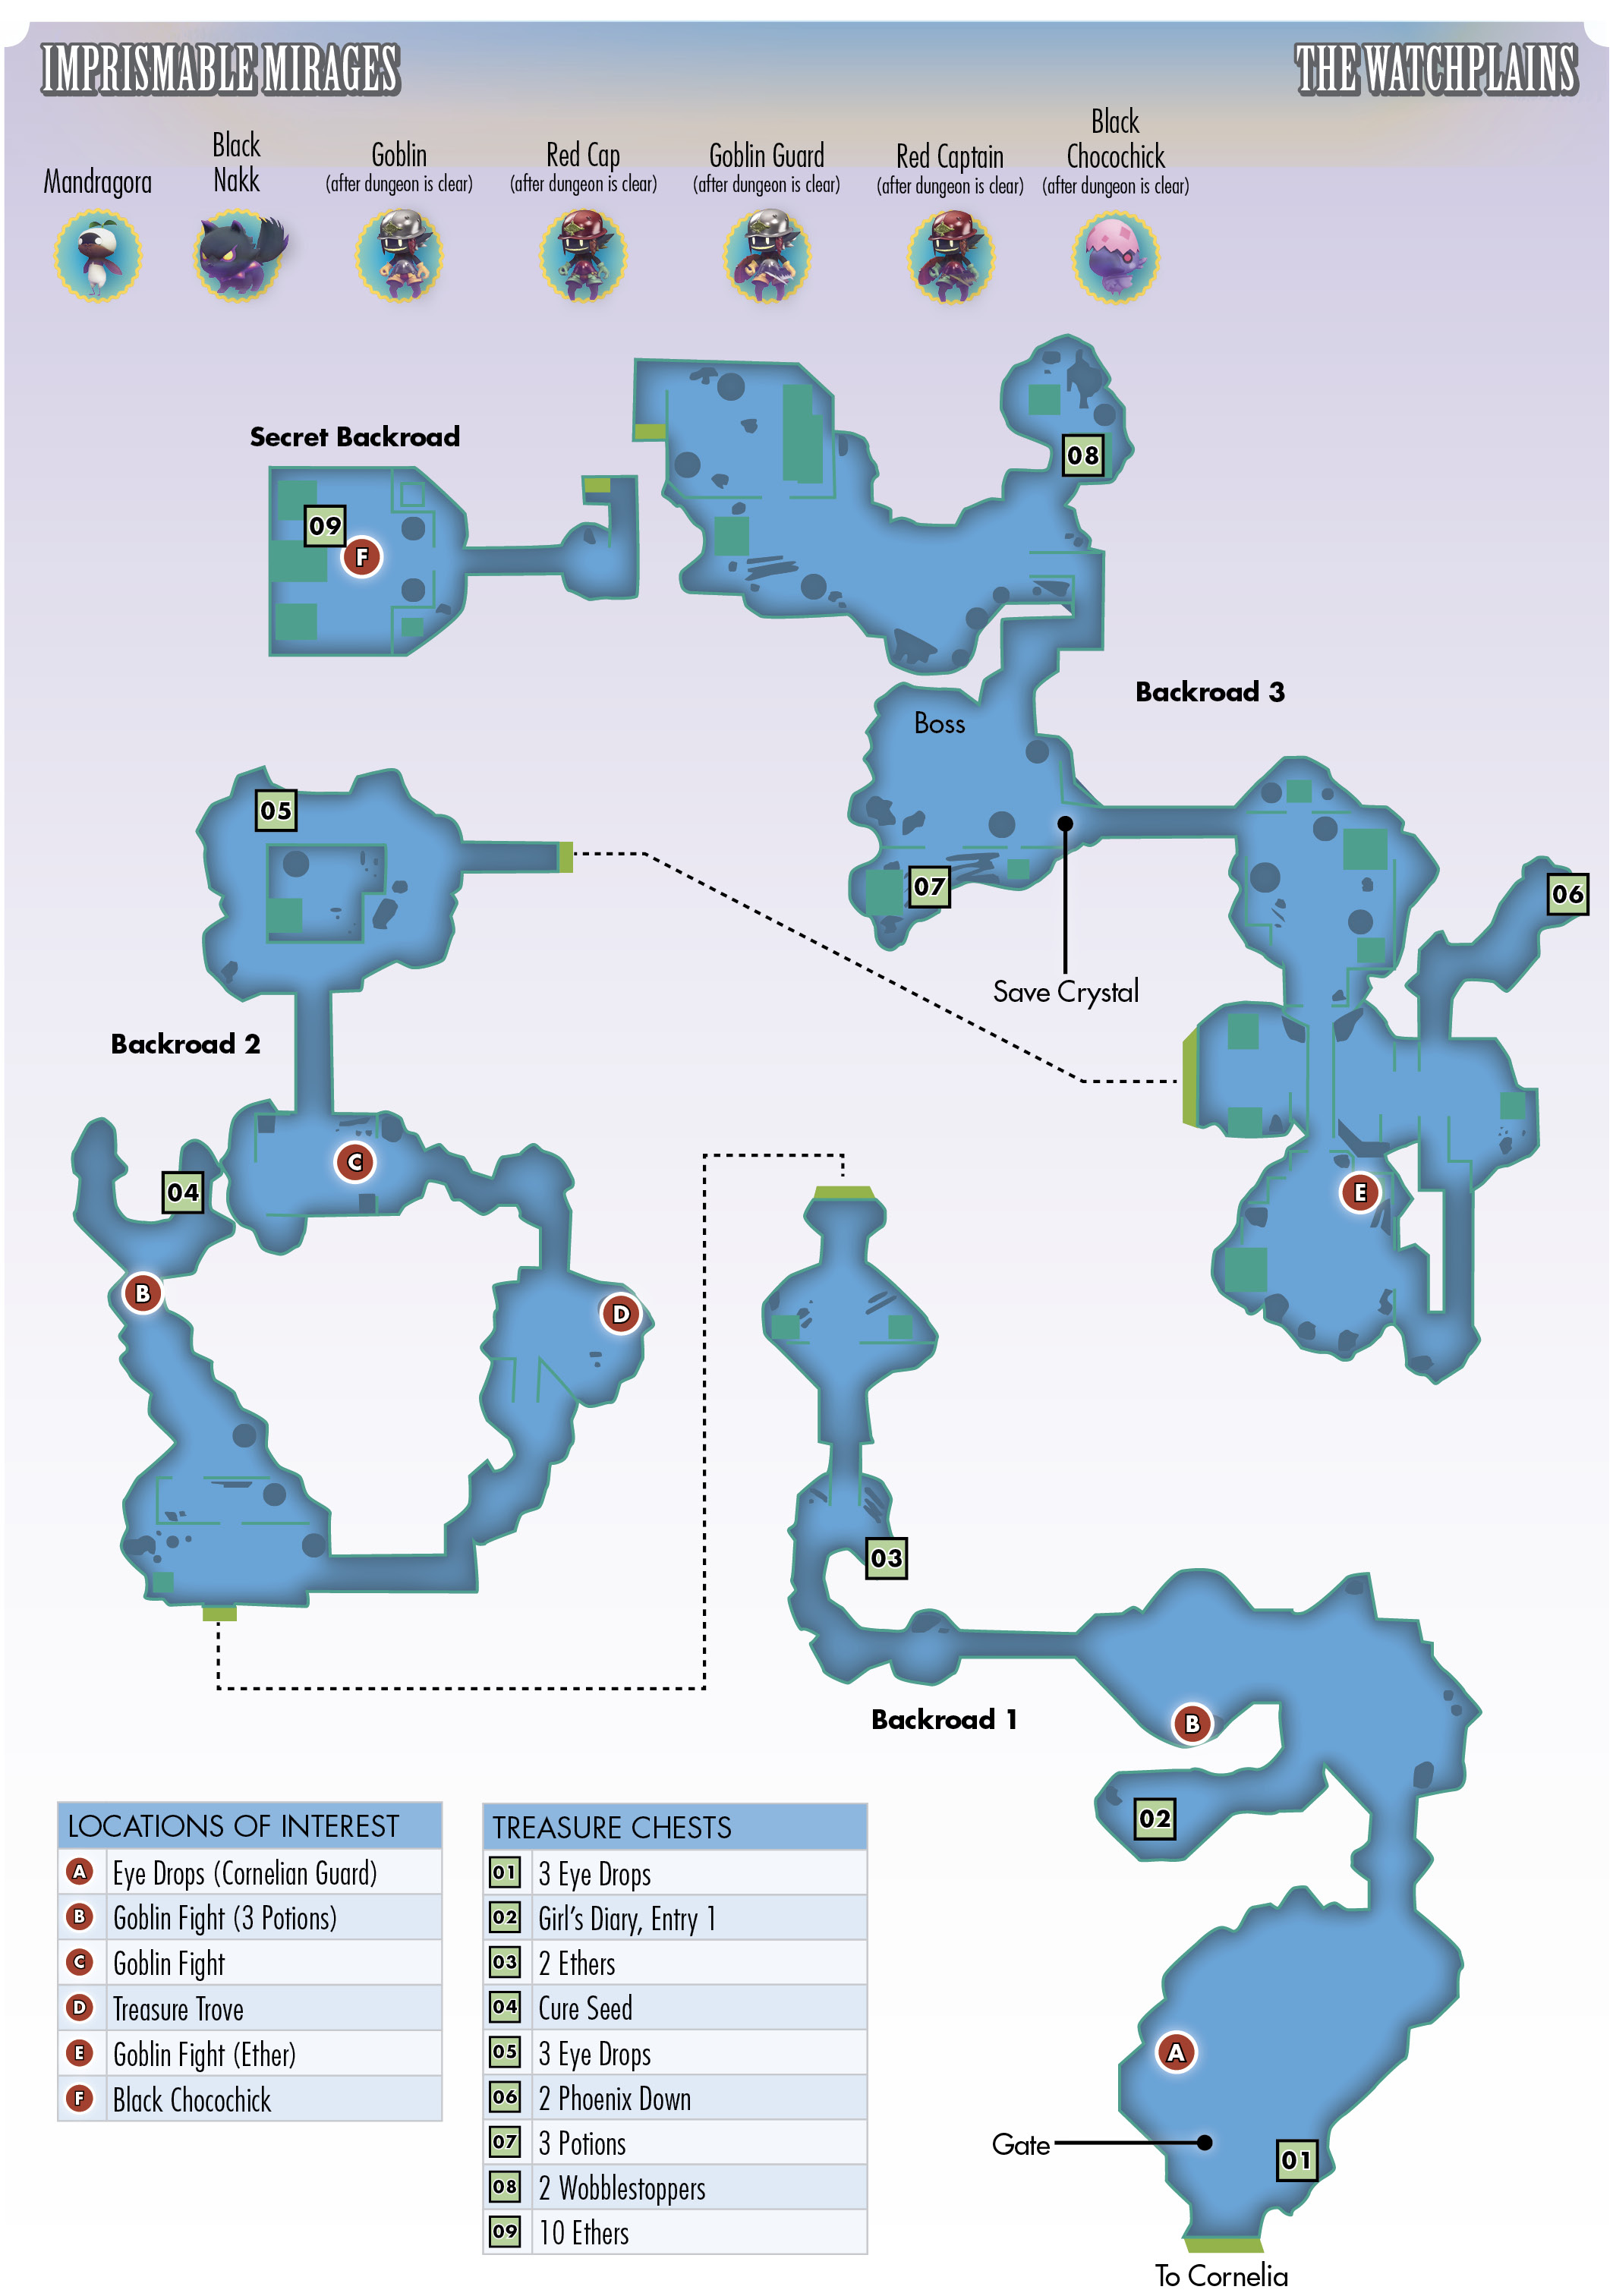 IMPRISMABLE MIRAGES
THE WATCHPLAINS
Mandragora
Black
Nakk
Goblin
(after dungeon is clear)
Red Cap
(after dungeon is clear)
Goblin Guard
(after dungeon is clear)
Red Captain
(after dungeon is clear)
Black
Chocochick
(after dungeon is clear)
Secret Backroad
09
F
08
Backroad 3
Boss
05
07
06
Save Crystal
Backroad 2
C
04
E
B
D
03
Backroad 1
B
02
A
Gate
01
To Cornelia
LOCATIONS OF INTEREST
A Eye Drops (Cornelian Guard)
B Goblin Fight (3 Potions)
C Goblin Fight
D Treasure Trove
E Goblin Fight (Ether)
F Black Chocochick
TREASURE CHESTS
01 3 Eye Drops
02 Girl's Diary, Entry 1
03 2 Ethers
04 Cure Seed
05 3 Eye Drops
06 2 Phoenix Down
07 3 Potions
08 2 Wobblestoppers
09 10 Ethers